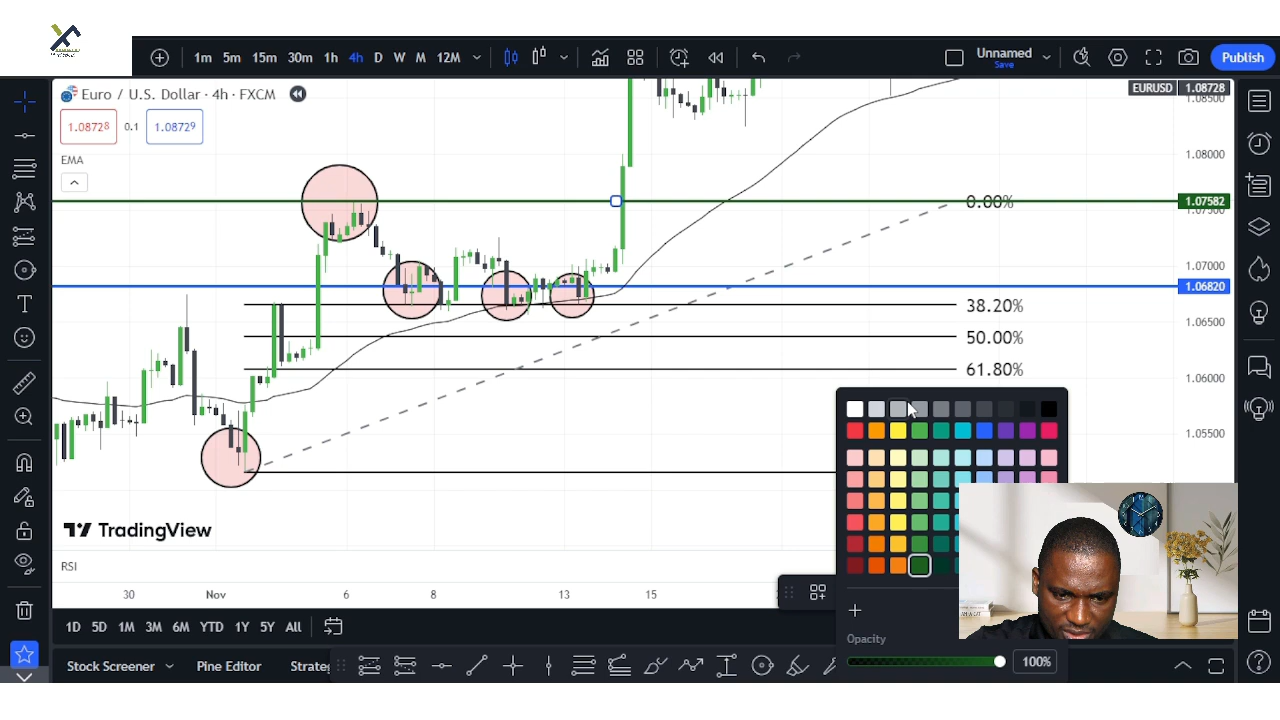 1m 5m 15m 30m 1h 4h D W M 12M
Unnamed
Save
Publish
Euro / U.S. Dollar · 4h · FXCM
EURUSD 1.08728
1.08500
1.08728 0.1 1.08729
EMA
1.08000
0.00%
1.07582
1.07500
1.07000
1.06820
38.20%
1.06500
50.00%
61.80%
1.06000
1.05500
TradingView
RSI
30 Nov 6 8 13 15
1D 5D 1M 3M 6M YTD 1Y 5Y All
Opacity
100%
Stock Screener Pine Editor